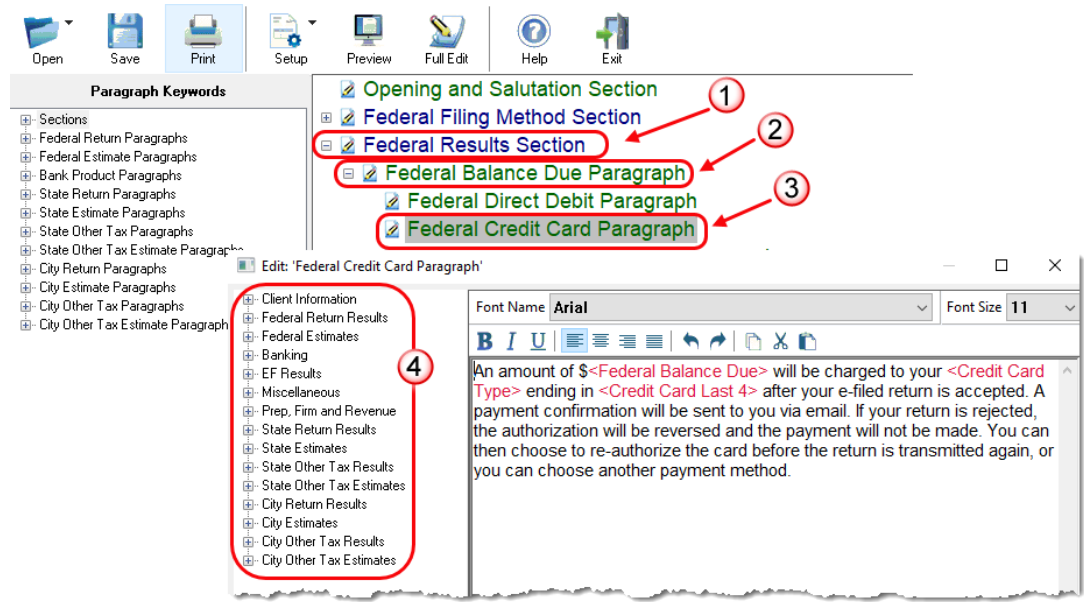 Open Save Print Setup Preview Full Edit Help Exit
Paragraph Keywords
Sections
Federal Return Paragraphs
Federal Estimate Paragraphs
Bank Product Paragraphs
State Return Paragraphs
State Estimate Paragraphs
State Other Tax Paragraphs
State Other Tax Estimate Paragraphs
City Return Paragraphs
City Estimate Paragraphs
City Other Tax Paragraphs
City Other Tax Estimate Paragraph
Opening and Salutation Section
Federal Filing Method Section
Federal Results Section
Federal Balance Due Paragraph
Federal Direct Debit Paragraph
Federal Credit Card Paragraph
1
2
3
Edit: 'Federal Credit Card Paragraph'
Client Information
Federal Return Results
Federal Estimates
Banking
EF Results
Miscellaneous
Prep, Firm and Revenue
State Return Results
State Estimates
State Other Tax Results
State Other Tax Estimates
City Return Results
City Estimates
City Other Tax Results
City Other Tax Estimates
4
Font Name Arial Font Size 11
B I U
An amount of $<Federal Balance Due> will be charged to your <Credit Card
Type> ending in <Credit Card Last 4> after your e-filed return is accepted. A
payment confirmation will be sent to you via email. If your return is rejected,
the authorization will be reversed and the payment will not be made. You can
then choose to re-authorize the card before the return is transmitted again, or
you can choose another payment method.